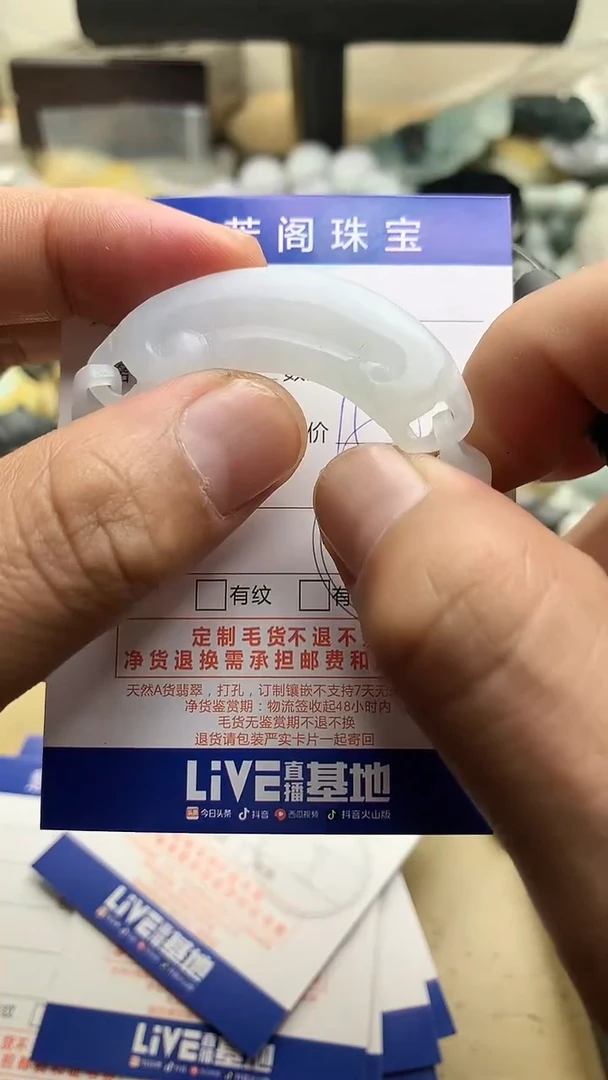 阁珠宝
价
有纹
有
定制毛货不退不
净货退换需承担邮费和
天然A货翡翠，打孔，订制镶嵌不支持7天无
净货鉴赏期：物流签收起48小时内
毛货无鉴赏期不退不换
退货请包装严实卡片一起寄回
LiVE直播基地
头条 今日头条 抖音 西瓜视频 抖音火山版
LiVE直播基地
LiVE直播基地